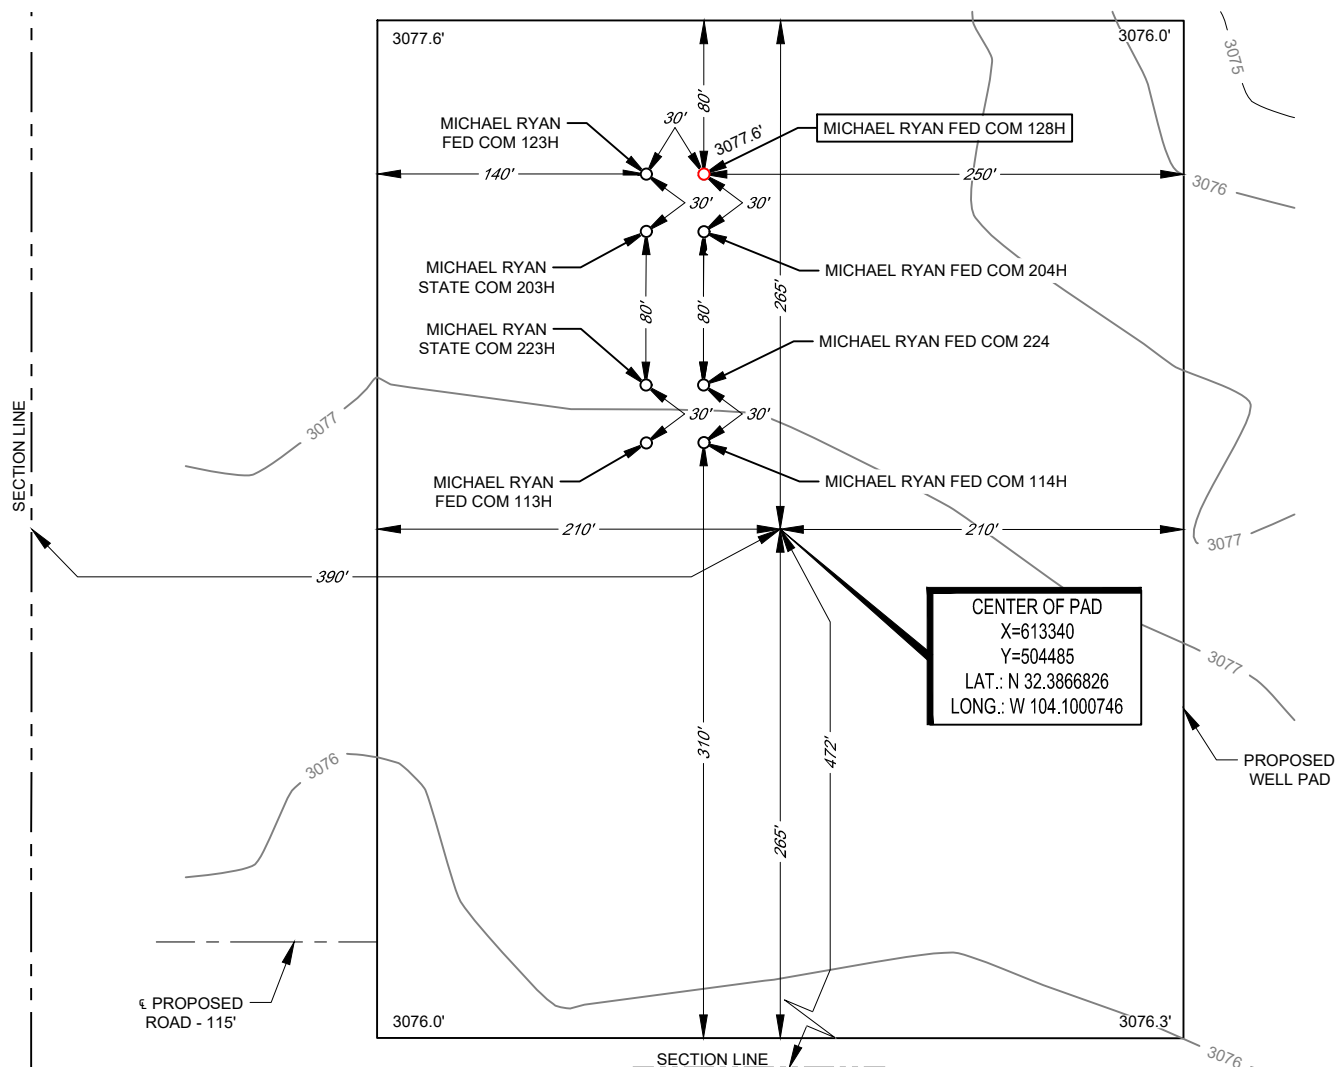 3077.6'
3076.0'
3075
80'
30'
MICHAEL RYAN
FED COM 123H
3077.6'
MICHAEL RYAN FED COM 128H
140'
250'
3076
30'
30'
MICHAEL RYAN
STATE COM 203H
MICHAEL RYAN FED COM 204H
265'
80'
80'
MICHAEL RYAN
STATE COM 223H
MICHAEL RYAN FED COM 224
3077
30'
30'
SECTION LINE
MICHAEL RYAN
FED COM 113H
MICHAEL RYAN FED COM 114H
210'
210'
3077
390'
CENTER OF PAD
X=613340
Y=504485
LAT.: N 32.3866826
LONG.: W 104.1000746
3077
310'
472'
3076
PROPOSED
WELL PAD
265'
℄ PROPOSED
ROAD - 115'
3076.0'
3076.3'
SECTION LINE
3076